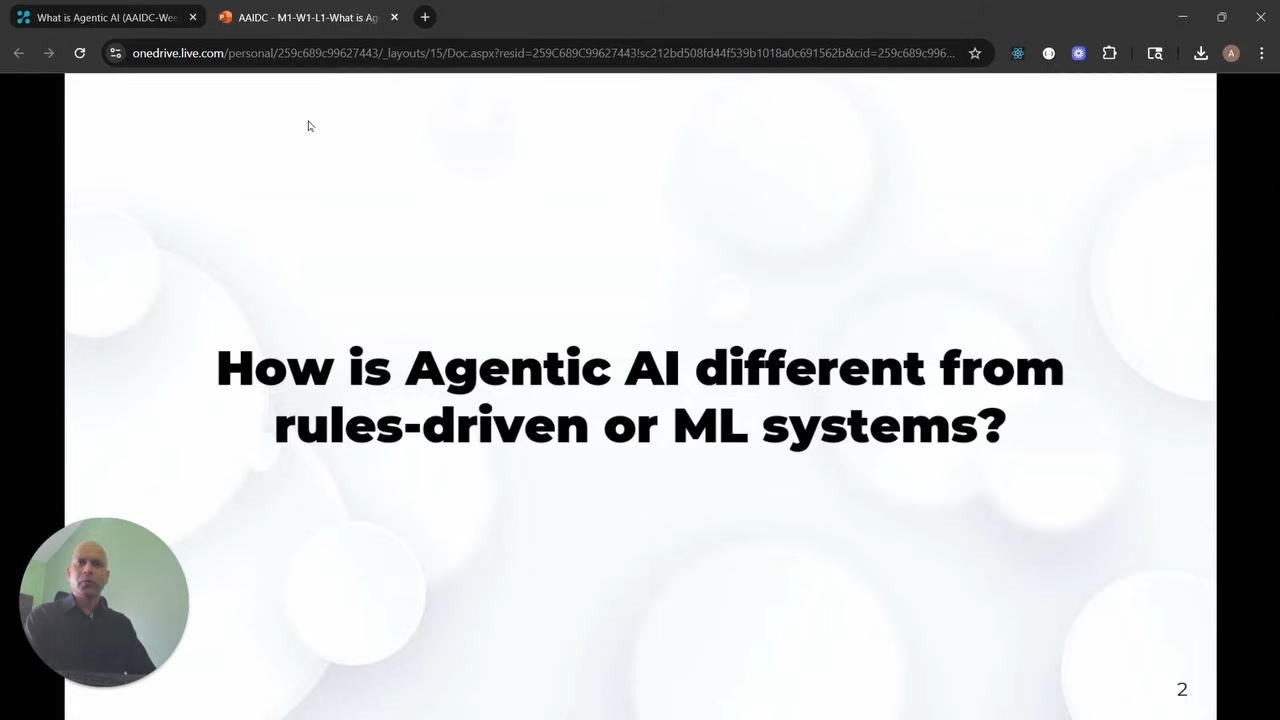 What is Agentic AI (AAIDC-Wee
AAIDC - M1-W1-L1-What is Ag
onedrive.live.com/personal/259c689c99627443/_layouts/15/Doc.aspx?resid=259C689C99627443!sc212bd508fd44f539b1018a0c691562b&cid=259c689c996...
A
How is Agentic AI different from
rules-driven or ML systems?
2